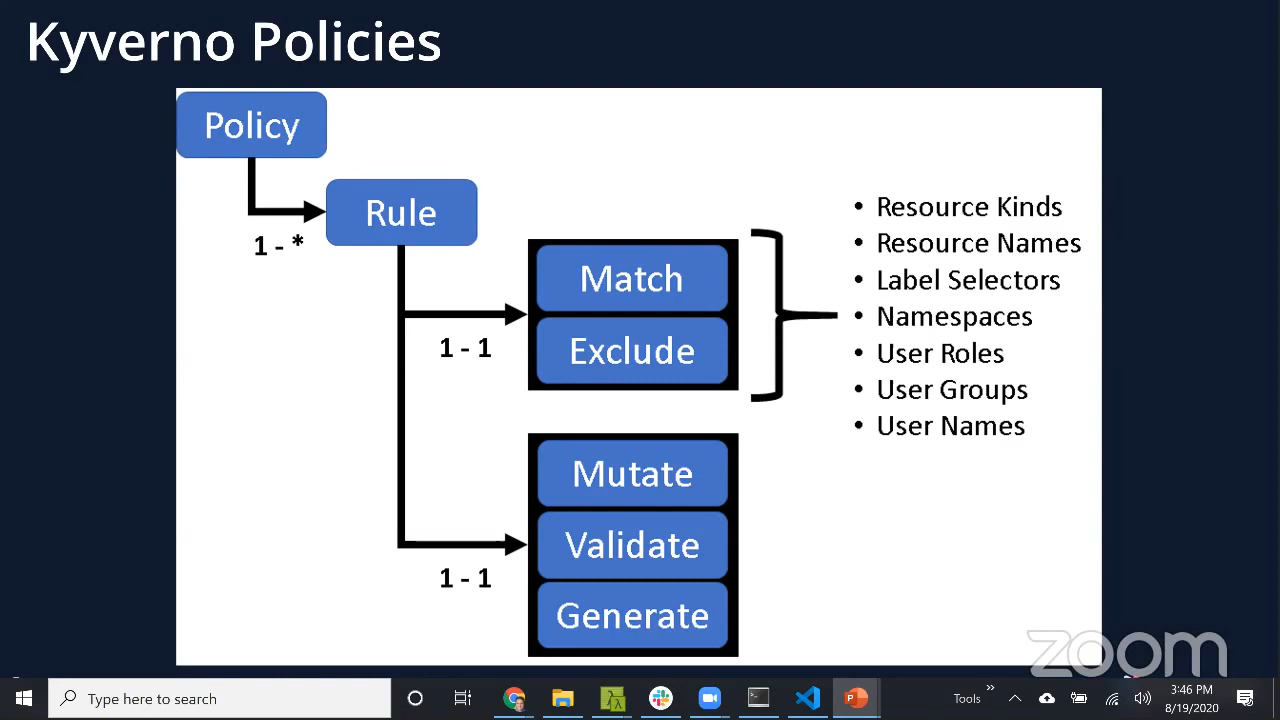 Kyverno Policies
Policy
Rule
1 - *
Match
Exclude
1 - 1
• Resource Kinds
• Resource Names
• Label Selectors
• Namespaces
• User Roles
• User Groups
• User Names
Mutate
Validate
Generate
1 - 1
zoom
Type here to search
Tools
3:46 PM
8/19/2020